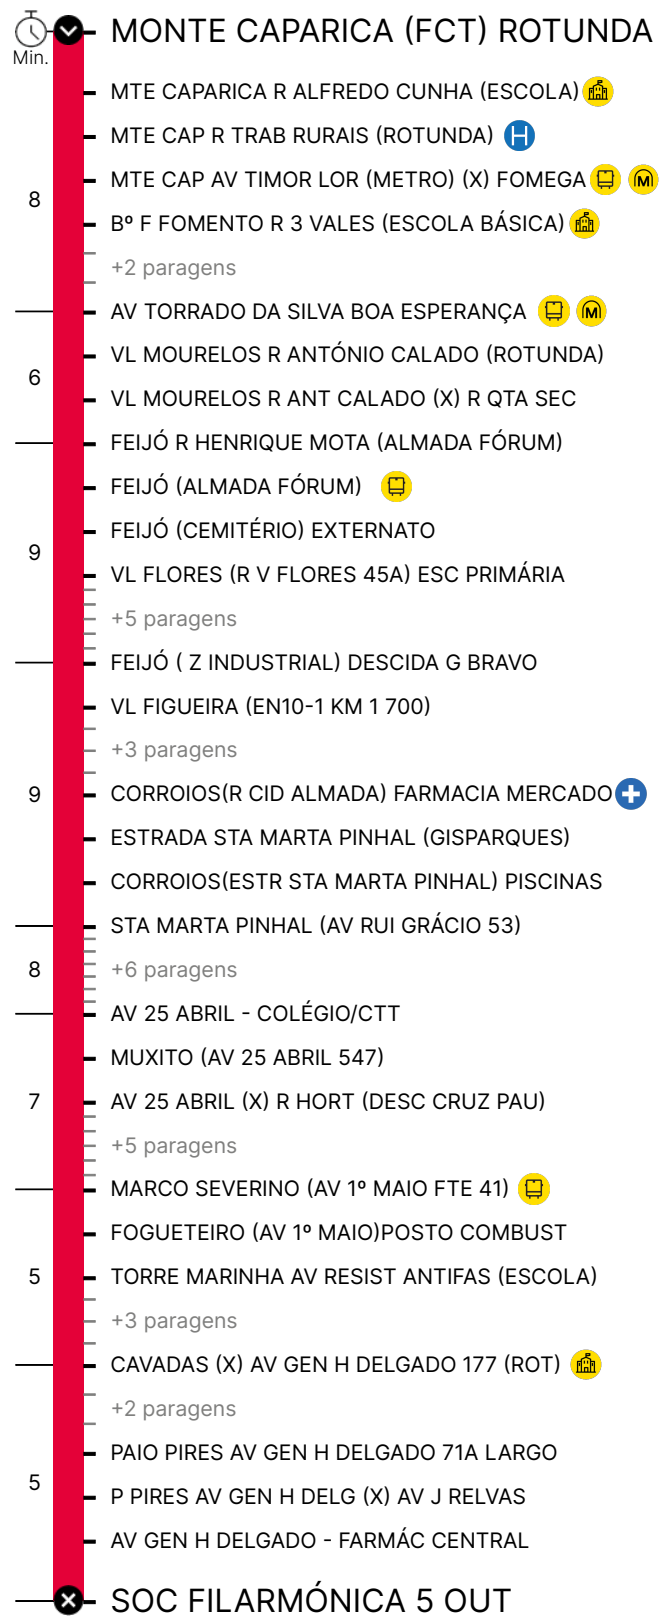 MONTE CAPARICA (FCT) ROTUNDA
Min.
MTE CAPARICA R ALFREDO CUNHA (ESCOLA)
MTE CAP R TRAB RURAIS (ROTUNDA) H
MTE CAP AV TIMOR LOR (METRO) (X) FOMEGA M
8
Bº F FOMENTO R 3 VALES (ESCOLA BÁSICA)
+2 paragens
AV TORRADO DA SILVA BOA ESPERANÇA M
VL MOURELOS R ANTÓNIO CALADO (ROTUNDA)
6
VL MOURELOS R ANT CALADO (X) R QTA SEC
FEIJÓ R HENRIQUE MOTA (ALMADA FÓRUM)
FEIJÓ (ALMADA FÓRUM)
FEIJÓ (CEMITÉRIO) EXTERNATO
9
VL FLORES (R V FLORES 45A) ESC PRIMÁRIA
+5 paragens
FEIJÓ ( Z INDUSTRIAL) DESCIDA G BRAVO
VL FIGUEIRA (EN10-1 KM 1 700)
+3 paragens
9
CORROIOS(R CID ALMADA) FARMACIA MERCADO
ESTRADA STA MARTA PINHAL (GISPARQUES)
CORROIOS(ESTR STA MARTA PINHAL) PISCINAS
STA MARTA PINHAL (AV RUI GRÁCIO 53)
8
+6 paragens
AV 25 ABRIL - COLÉGIO/CTT
MUXITO (AV 25 ABRIL 547)
7
AV 25 ABRIL (X) R HORT (DESC CRUZ PAU)
+5 paragens
MARCO SEVERINO (AV 1º MAIO FTE 41)
FOGUETEIRO (AV 1º MAIO)POSTO COMBUST
5
TORRE MARINHA AV RESIST ANTIFAS (ESCOLA)
+3 paragens
CAVADAS (X) AV GEN H DELGADO 177 (ROT)
+2 paragens
PAIO PIRES AV GEN H DELGADO 71A LARGO
5
P PIRES AV GEN H DELG (X) AV J RELVAS
AV GEN H DELGADO - FARMÁC CENTRAL
SOC FILARMÓNICA 5 OUT